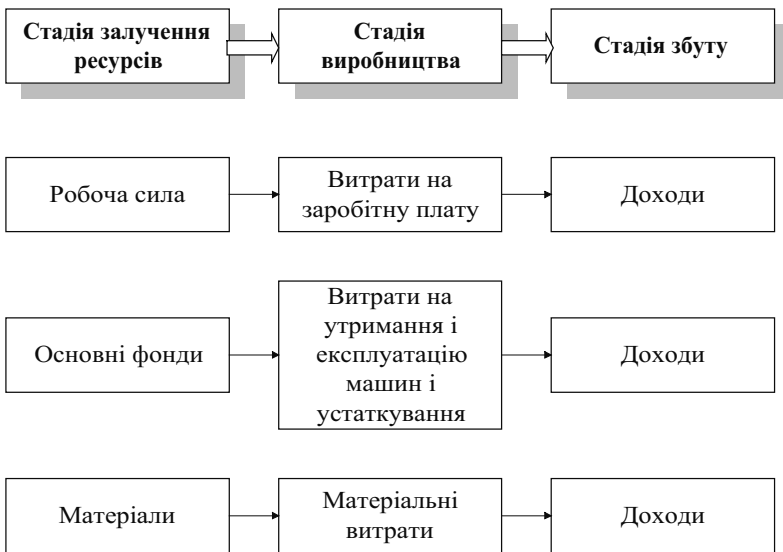 Стадія залучення
ресурсів
Стадія
виробництва
Стадія збуту
Робоча сила
Витрати на
заробітну плату
Доходи
Основні фонди
Витрати на
утримання і
експлуатацію
машин і
устаткування
Доходи
Матеріали
Матеріальні
витрати
Доходи